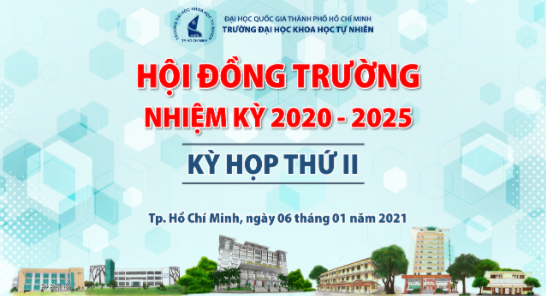 ĐẠI HỌC QUỐC GIA THÀNH PHỐ HỒ CHÍ MINH
TRƯỜNG ĐẠI HỌC KHOA HỌC TỰ NHIÊN
HỘI ĐỒNG TRƯỜNG
NHIỆM KỲ 2020 - 2025
KỲ HỌP THỨ II
Tp. Hồ Chí Minh, ngày 06 tháng 01 năm 2021